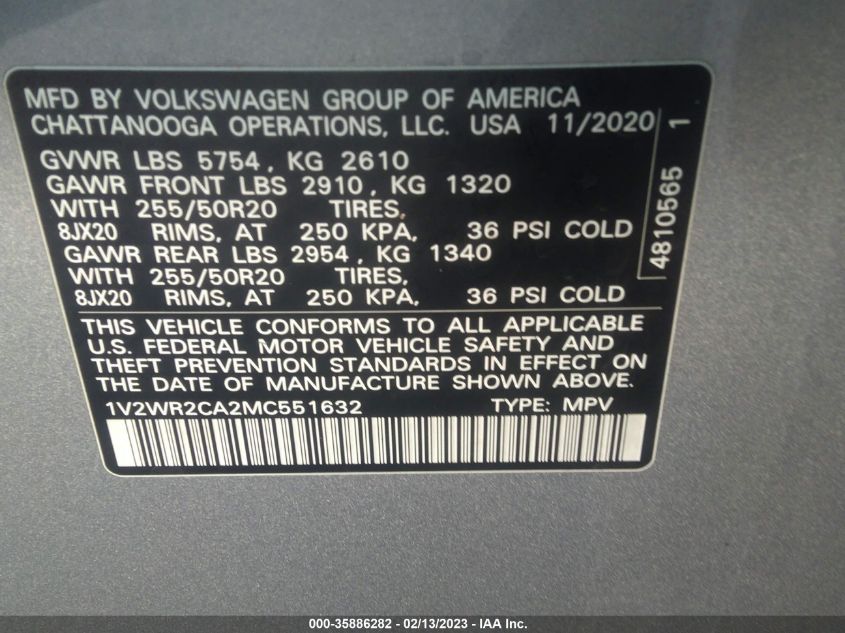 MFD BY VOLKSWAGEN GROUP OF AMERICA
CHATTANOOGA OPERATIONS, LLC. USA 11/2020
GVWR LBS 5754, KG 2610
GAWR FRONT LBS 2910, KG 1320
WITH 255/50R20 TIRES,
8JX20 RIMS, AT 250 KPA, 36 PSI COLD
GAWR REAR LBS 2954, KG 1340
WITH 255/50R20 TIRES,
8JX20 RIMS, AT 250 KPA, 36 PSI COLD
4810565 1
THIS VEHICLE CONFORMS TO ALL APPLICABLE
U.S. FEDERAL MOTOR VEHICLE SAFETY AND
THEFT PREVENTION STANDARDS IN EFFECT ON
THE DATE OF MANUFACTURE SHOWN ABOVE.
1V2WR2CA2MC551632 TYPE: MPV
000-35886282 - 02/13/2023 - IAA Inc.